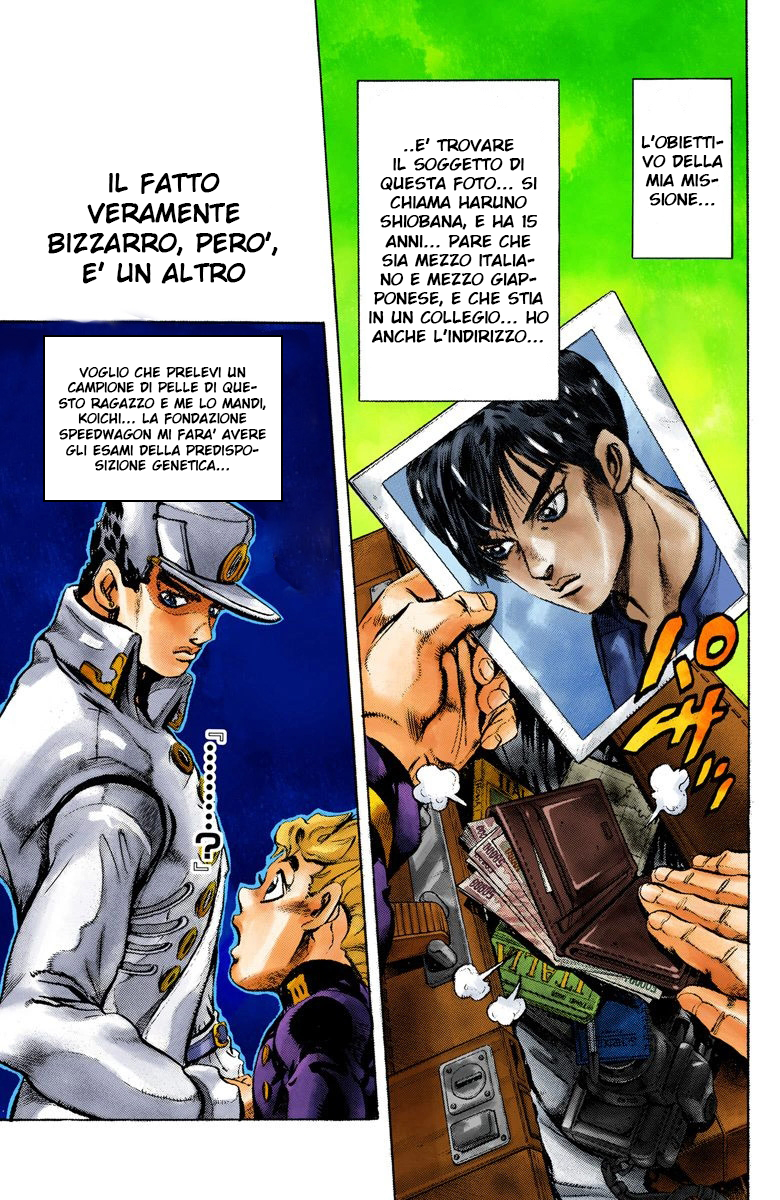 L'OBIETTI-
VO DELLA
MIA MIS-
SIONE...
..E' TROVARE
IL SOGGETTO DI
QUESTA FOTO... SI
CHIAMA HARUNO
SHIOBANA, E HA 15
ANNI... PARE CHE
SIA MEZZO ITALIA-
NO E MEZZO GIAP-
PONESE, E CHE STIA
IN UN COLLEGIO... HO
ANCHE L'INDIRIZZO...
バサッ
ITALIA
IL FATTO
VERAMENTE
BIZZARRO, PERO',
E' UN ALTRO
VOGLIO CHE PRELEVI UN
CAMPIONE DI PELLE DI QUE-
STO RAGAZZO E ME LO MANDI,
KOICHI... LA FONDAZIONE
SPEEDWAGON MI FARA' AVERE
GLI ESAMI DELLA PREDISPO-
SIZIONE GENETICA...
『.........?』